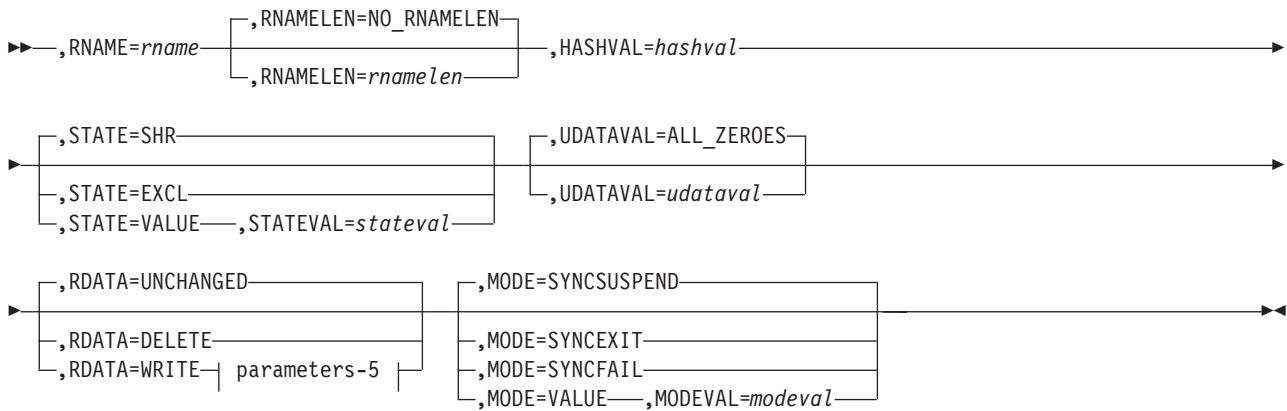 ,RNAMELEN=NO_RNAMELEN
,RNAME=rname ,HASHVAL=hashval
,RNAMELEN=rnamelen
,STATE=SHR ,UDATAVAL=ALL_ZEROES
,STATE=EXCL ,UDATAVAL=udataval
,STATE=VALUE ,STATEVAL=stateval
,RDATA=UNCHANGED ,MODE=SYNCSUSPEND
,RDATA=DELETE ,MODE=SYNCEXIT
,RDATA=WRITE parameters-5 ,MODE=SYNCFAIL
,MODE=VALUE ,MODEVAL=modeval